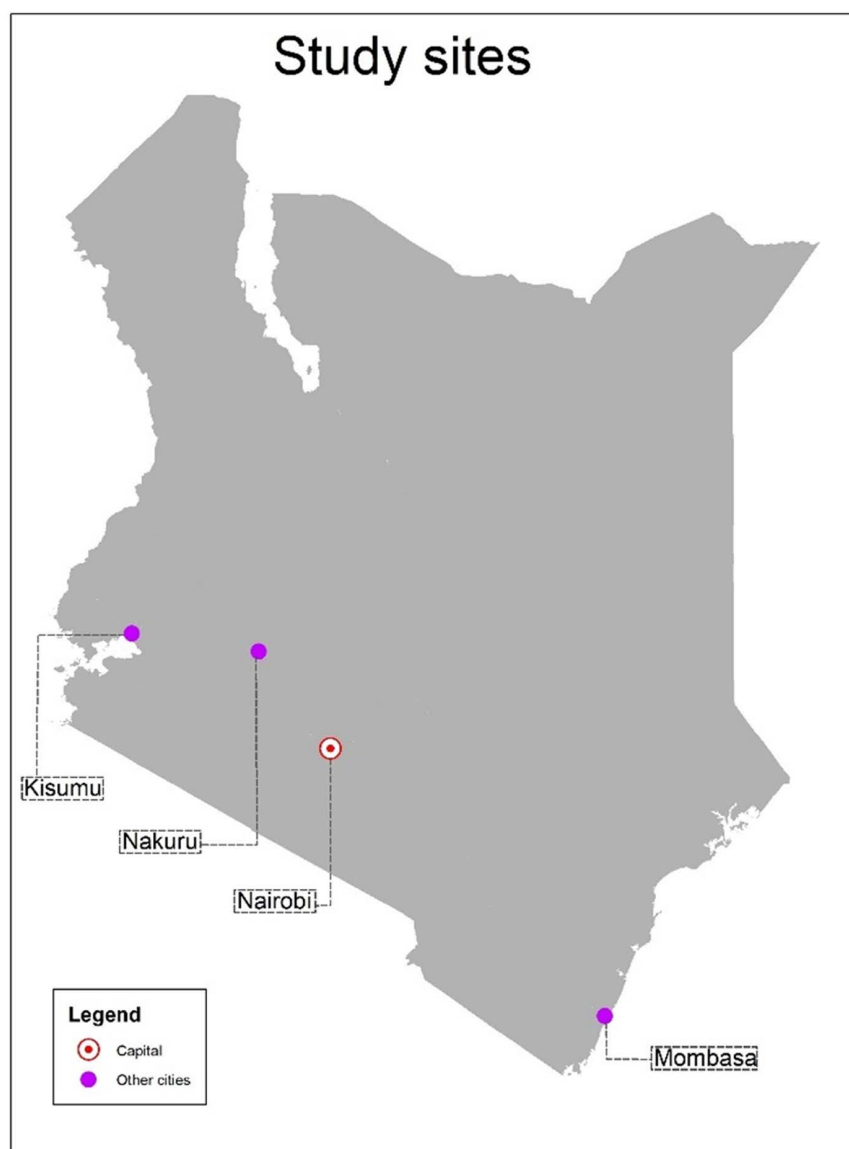 Study sites
Kisumu
Nakuru
Nairobi
Mombasa
Legend
Capital
Other cities